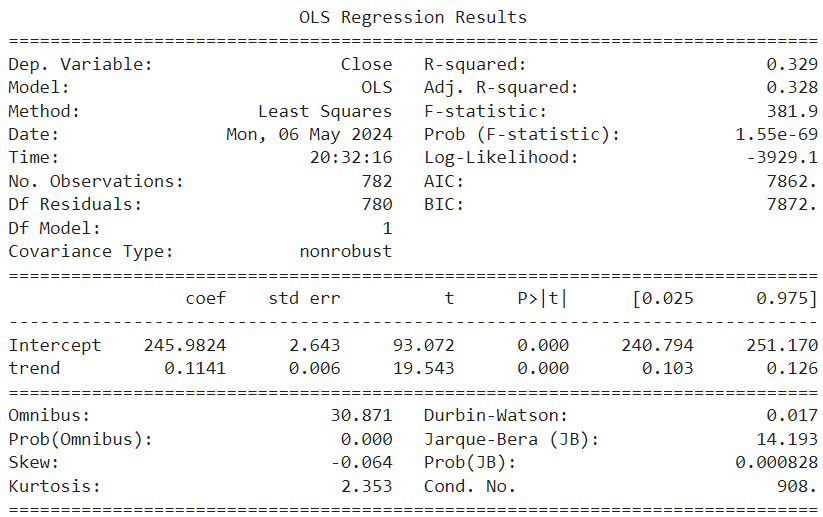 OLS Regression Results
==============================================================================
Dep. Variable:                  Close   R-squared:                       0.329
Model:                            OLS   Adj. R-squared:                  0.328
Method:                 Least Squares   F-statistic:                     381.9
Date:                Mon, 06 May 2024   Prob (F-statistic):           1.55e-69
Time:                        20:32:16   Log-Likelihood:                -3929.1
No. Observations:                 782   AIC:                             7862.
Df Residuals:                     780   BIC:                             7872.
Df Model:                           1
Covariance Type:            nonrobust
==============================================================================
                 coef    std err          t      P>|t|      [0.025      0.975]
------------------------------------------------------------------------------
Intercept    245.9824      2.643     93.072      0.000     240.794     251.170
trend          0.1141      0.006     19.543      0.000       0.103       0.126
==============================================================================
Omnibus:                       30.871   Durbin-Watson:                   0.017
Prob(Omnibus):                  0.000   Jarque-Bera (JB):               14.193
Skew:                          -0.064   Prob(JB):                     0.000828
Kurtosis:                       2.353   Cond. No.                         908.
==============================================================================